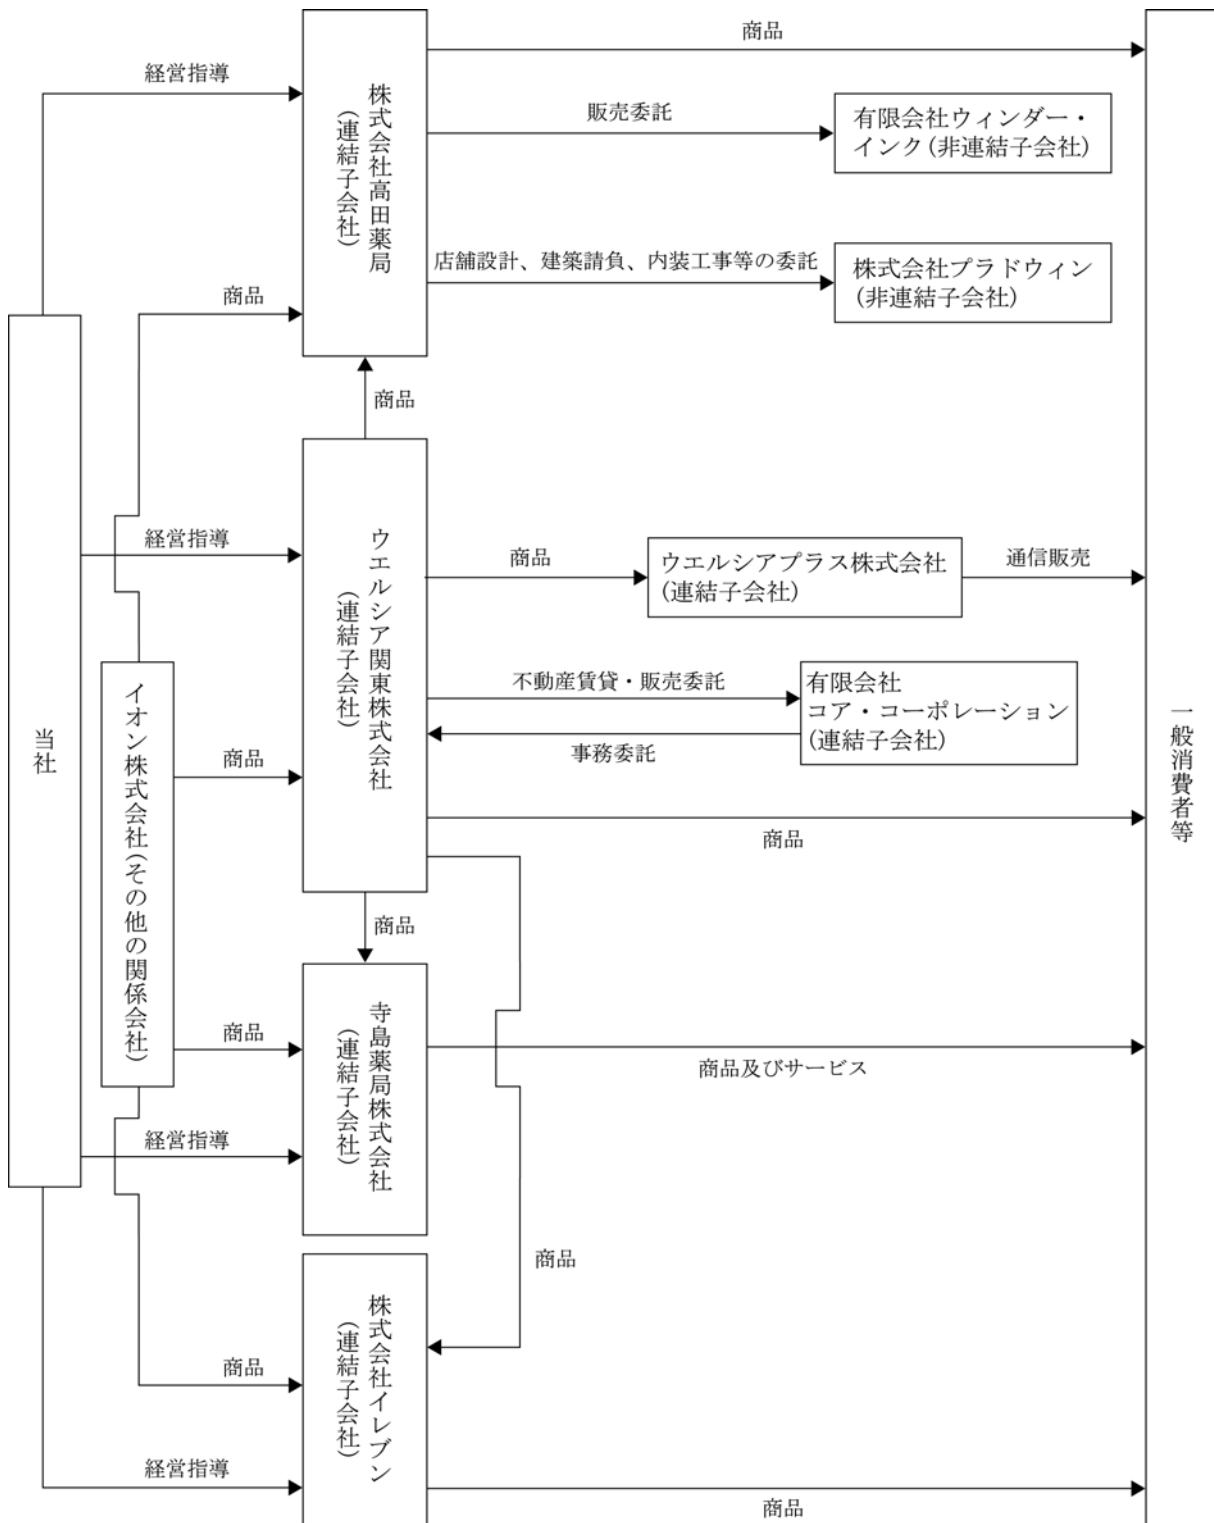 商品
経営指導
株式会社高田薬局
(連結子会社)
販売委託
有限会社ウィンダー・
インク(非連結子会社)
店舗設計、建築請負、内装工事等の委託
株式会社プラドウィン
(非連結子会社)
商品
商品
当社
イオン株式会社(その他の関係会社)
経営指導
ウエルシア関東株式会社
(連結子会社)
商品
ウエルシアプラス株式会社
(連結子会社)
通信販売
不動産賃貸・販売委託
有限会社
コア・コーポレーション
(連結子会社)
事務委託
商品
商品
一般消費者等
商品
商品
寺島薬局株式会社
(連結子会社)
商品及びサービス
経営指導
商品
株式会社イレブン
(連結子会社)
商品
経営指導
商品